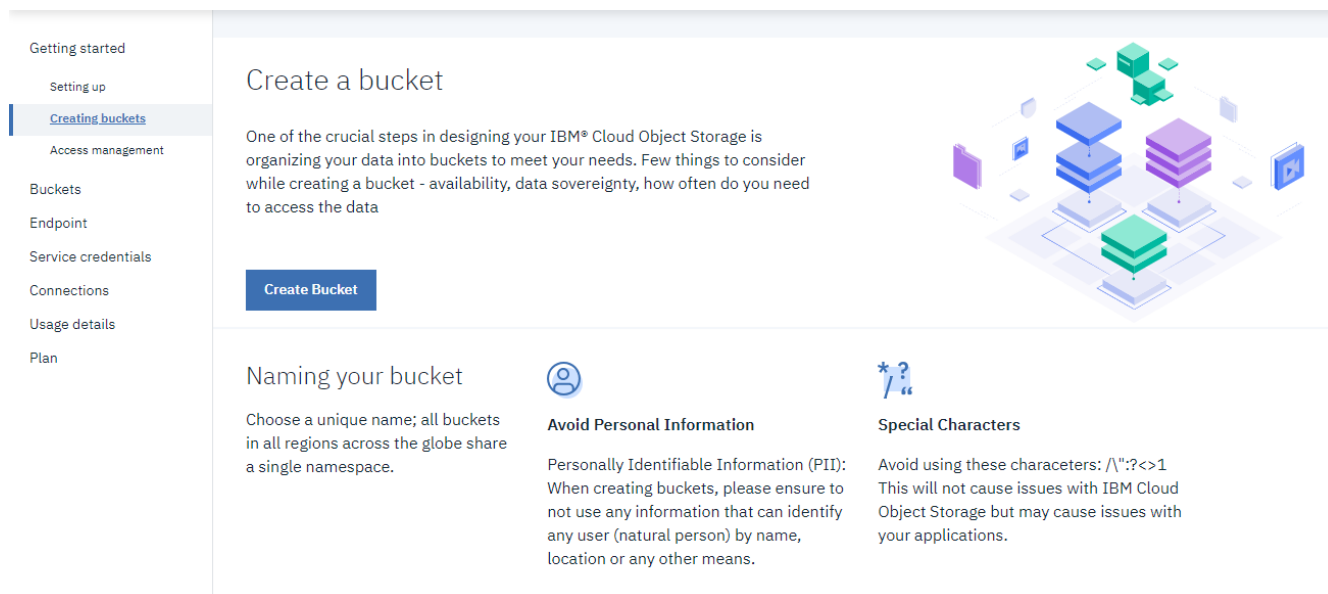 Getting started
Setting up
Creating buckets
Access management
Buckets
Endpoint
Service credentials
Connections
Usage details
Plan
Create a bucket
One of the crucial steps in designing your IBM® Cloud Object Storage is
organizing your data into buckets to meet your needs. Few things to consider
while creating a bucket - availability, data sovereignty, how often do you need
to access the data
Create Bucket
Naming your bucket
Choose a unique name; all buckets
in all regions across the globe share
a single namespace.
Avoid Personal Information
Personally Identifiable Information (PII):
When creating buckets, please ensure to
not use any information that can identify
any user (natural person) by name,
location or any other means.
* ?
/ “
Special Characters
Avoid using these characeters: /\":?<>1
This will not cause issues with IBM Cloud
Object Storage but may cause issues with
your applications.